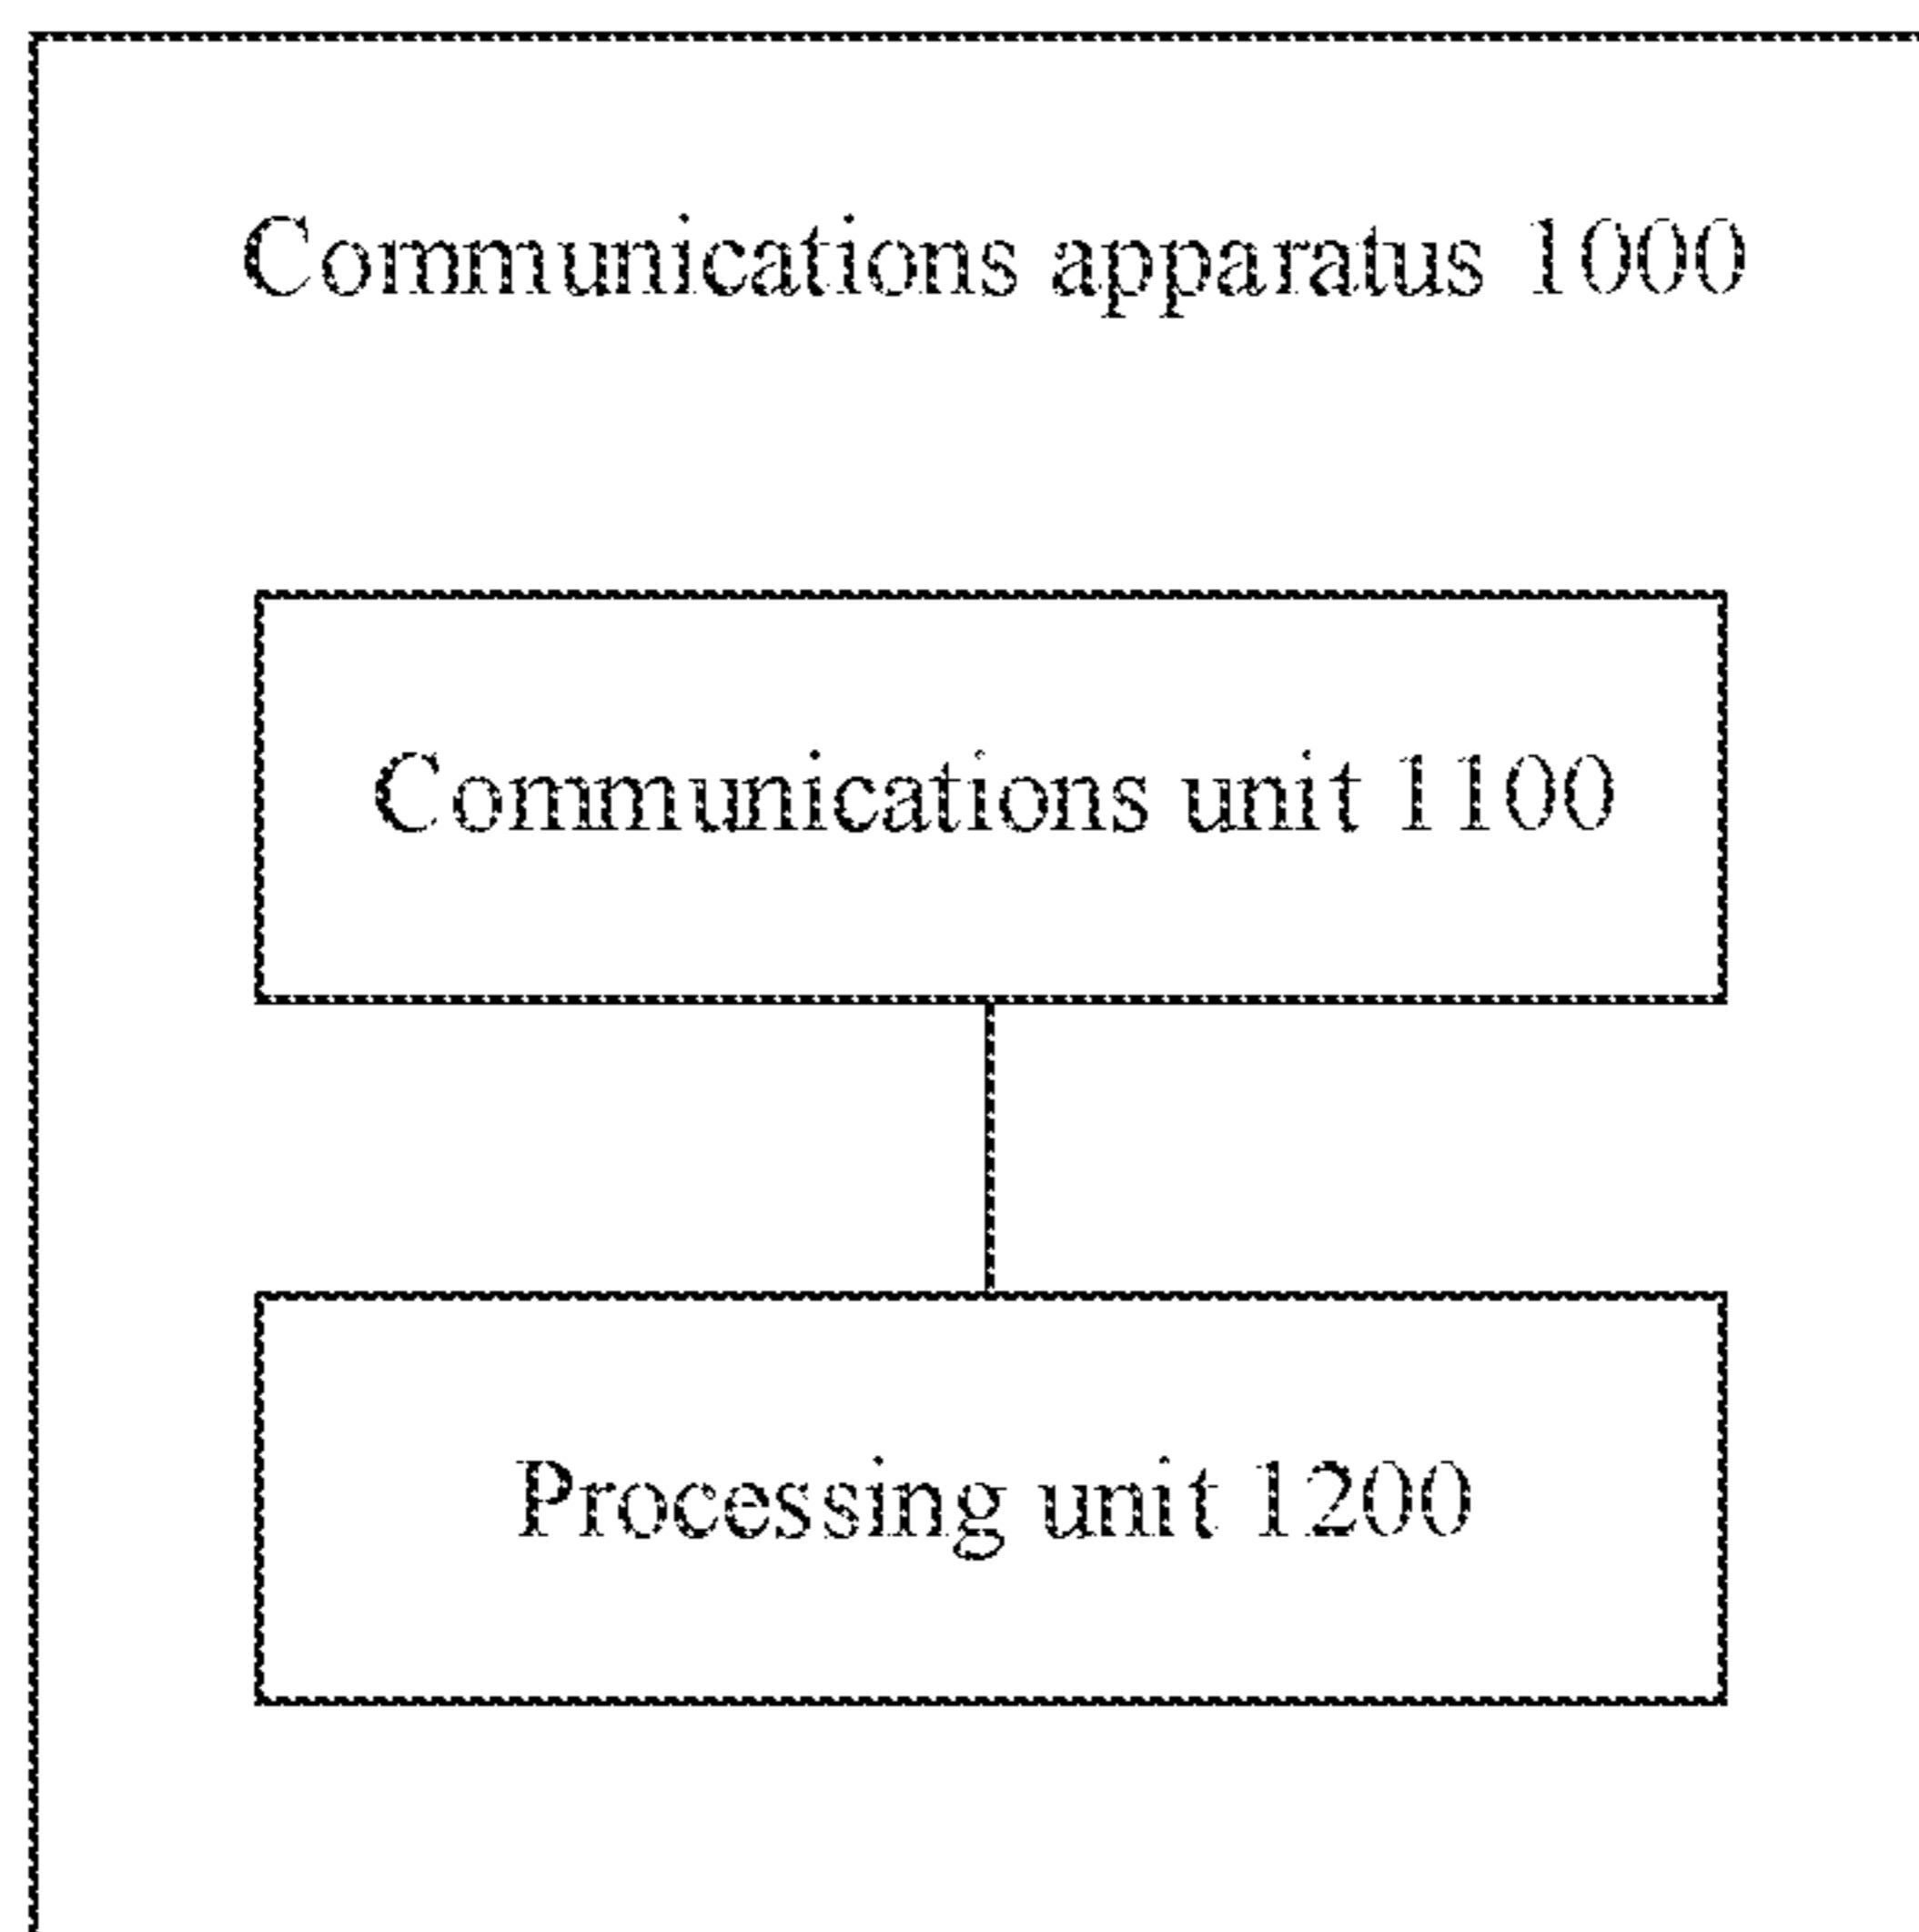 Communications apparatus 1000
Communications unit 1100
Processing unit 1200